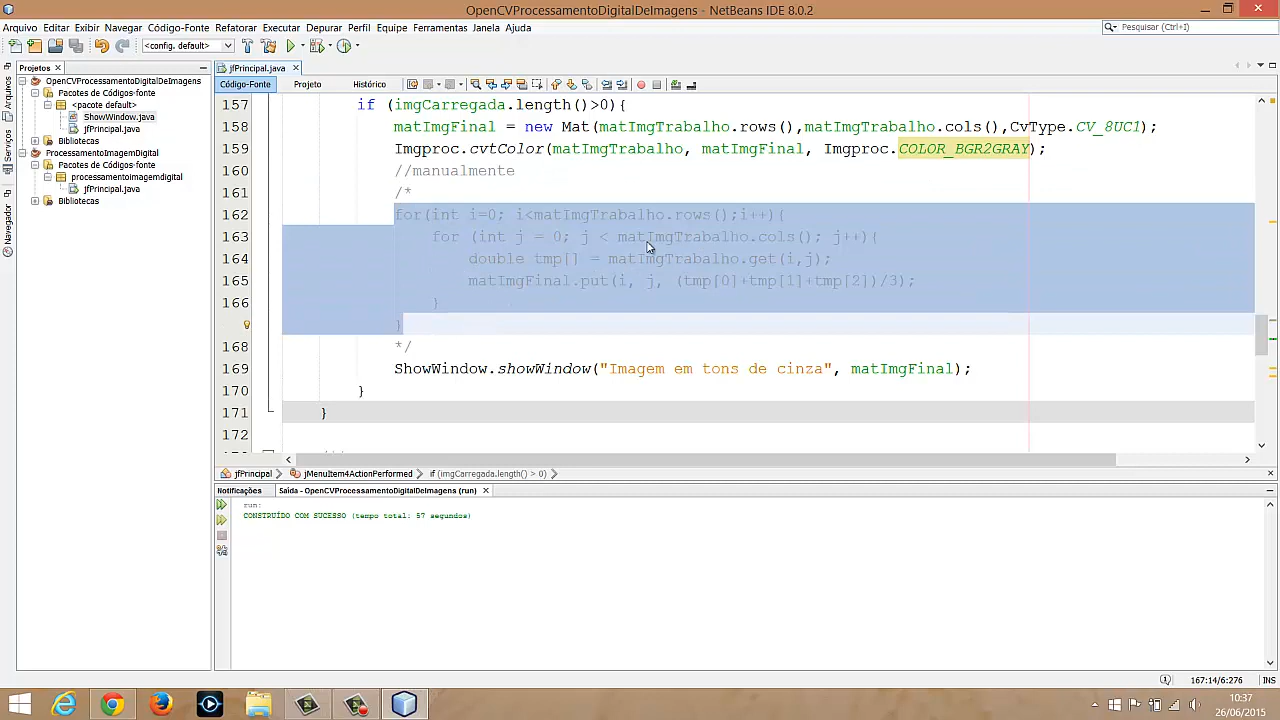 OpenCVProcessamentoDigitalDeImagens - NetBeans IDE 8.0.2
Arquivo Editar Exibir Navegar Código-Fonte Refatorar Executar Depurar Perfil Equipe Ferramentas Janela Ajuda
Pesquisar (Ctrl+I)
<config. default>
Projetos
jfPrincipal.java
Código-Fonte Projeto Histórico
OpenCVProcessamentoDigitalDeImagens
Pacotes de Códigos-fonte
<pacote default>
ShowWindow.java
jfPrincipal.java
Bibliotecas
ProcessamentoImagemDigital
Pacotes de Códigos-fonte
processamentoimagemdigital
jfPrincipal.java
Bibliotecas
Arquivos
Serviços
Navegador
157 if (imgCarregada.length()>0){
158 matImgFinal = new Mat(matImgTrabalho.rows(),matImgTrabalho.cols(),CvType.CV_8UC1);
159 Imgproc.cvtColor(matImgTrabalho, matImgFinal, Imgproc.COLOR_BGR2GRAY);
160 //manualmente
161 /*
162 for(int i=0; i<matImgTrabalho.rows();i++){
163 for (int j = 0; j < matImgTrabalho.cols(); j++){
164 double tmp[] = matImgTrabalho.get(i,j);
165 matImgFinal.put(i, j, (tmp[0]+tmp[1]+tmp[2])/3);
166 }
}
168 */
169 ShowWindow.showWindow("Imagem em tons de cinza", matImgFinal);
170 }
171 }
172
jfPrincipal jMenuItem4ActionPerformed if (imgCarregada.length() > 0)
Notificações Saída - OpenCVProcessamentoDigitalDeImagens (run)
run:
CONSTRUÍDO COM SUCESSO (tempo total: 57 segundos)
167:14/6:276 INS
10:37
26/06/2015